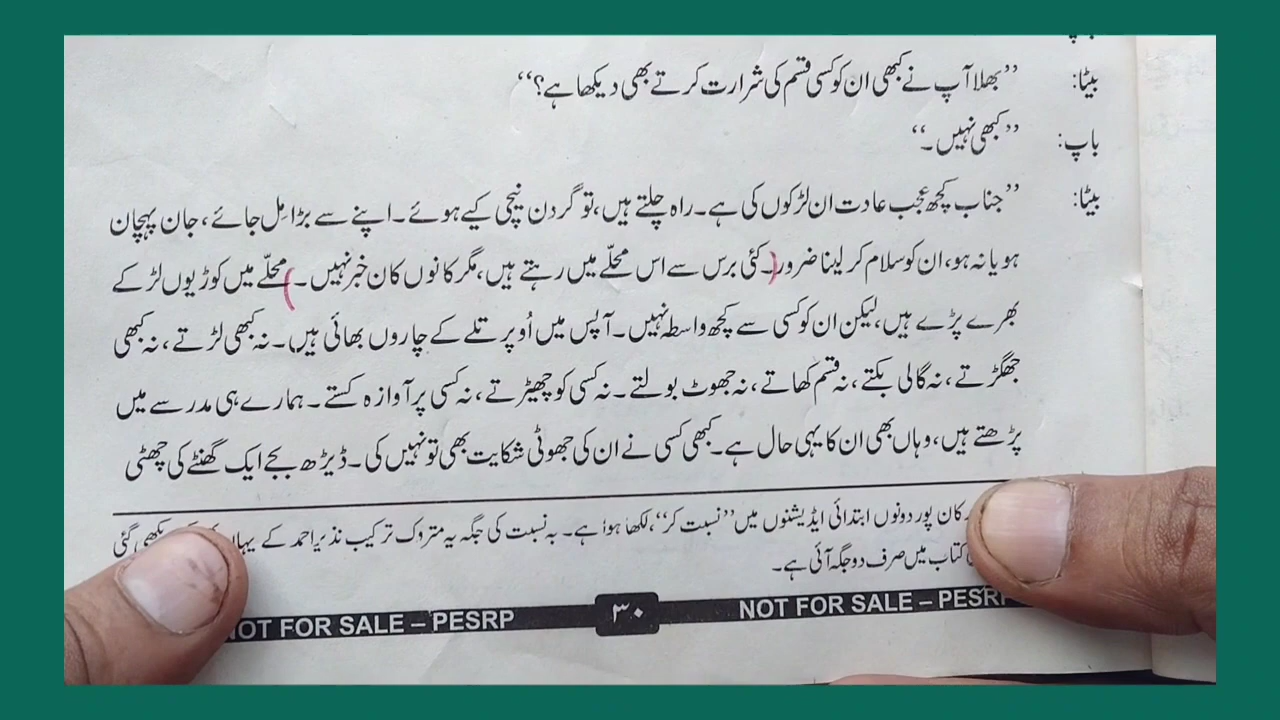 بیٹا: ’’بھلا آپ نے کبھی ان کو کسی قسم کی شرارت کرتے بھی دیکھا ہے؟‘‘
باپ: ’’کبھی نہیں۔‘‘
بیٹا: ’’جناب کچھ عجب عادت ان لڑکوں کی ہے۔ راہ چلتے ہیں، تو گردن نیچی کیے ہوئے۔ اپنے سے بڑا مِل جائے، جان پہچان
ہو یا نہ ہو، ان کو سلام کر لینا ضرور۔ کئی برس سے اس محلّے میں رہتے ہیں، مگر کانوں کان خبر نہیں۔ محلّے میں کوڑیوں لڑکے
بھرے پڑے ہیں، لیکن ان کو کسی سے کچھ واسطہ نہیں۔ آپس میں اُوپر تلے کے چاروں بھائی ہیں۔ نہ کبھی لڑتے، نہ کبھی
جھگڑتے، نہ گالی بکتے، نہ قسم کھاتے، نہ جھوٹ بولتے۔ نہ کسی کو چھیڑتے، نہ کسی پر آوازہ کستے۔ ہمارے ہی مدرسے میں
پڑھتے ہیں، وہاں بھی ان کا یہی حال ہے۔ کبھی کسی نے ان کی جھوٹی شکایت بھی تو نہیں کی۔ ڈیڑھ بجے ایک گھنٹے کی چھٹی
کان پور دونوں ابتدائی ایڈیشنوں میں ’’نسبت کر‘‘، لکھا ہوا ہے۔ بہ نسبت کی جگہ یہ متروک ترکیب نذیر احمد کے یہاں گئی
کتاب میں صرف دو جگہ آئی ہے۔
NOT FOR SALE – PESRP ۳۰ NOT FOR SALE – PESRP